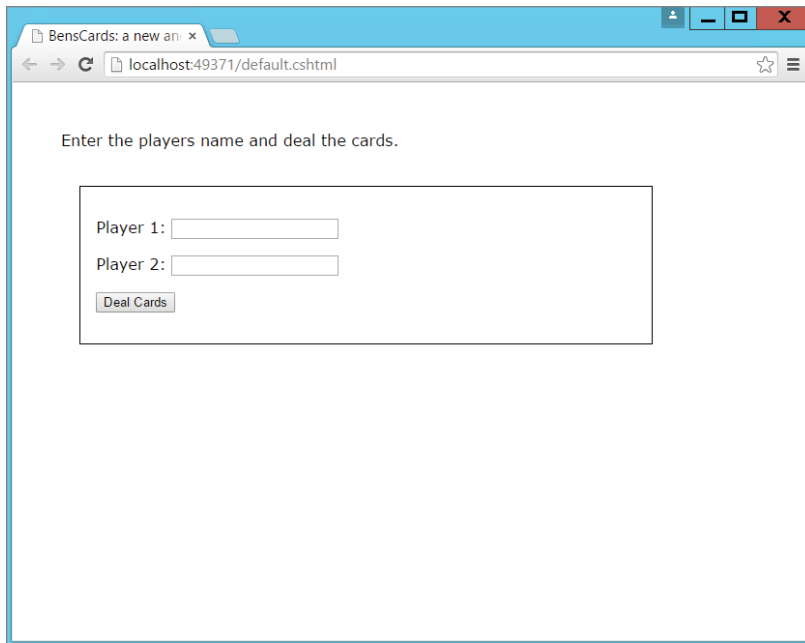 BensCards: a new an
localhost:49371/default.cshtml
Enter the players name and deal the cards.
Player 1:
Player 2:
Deal Cards